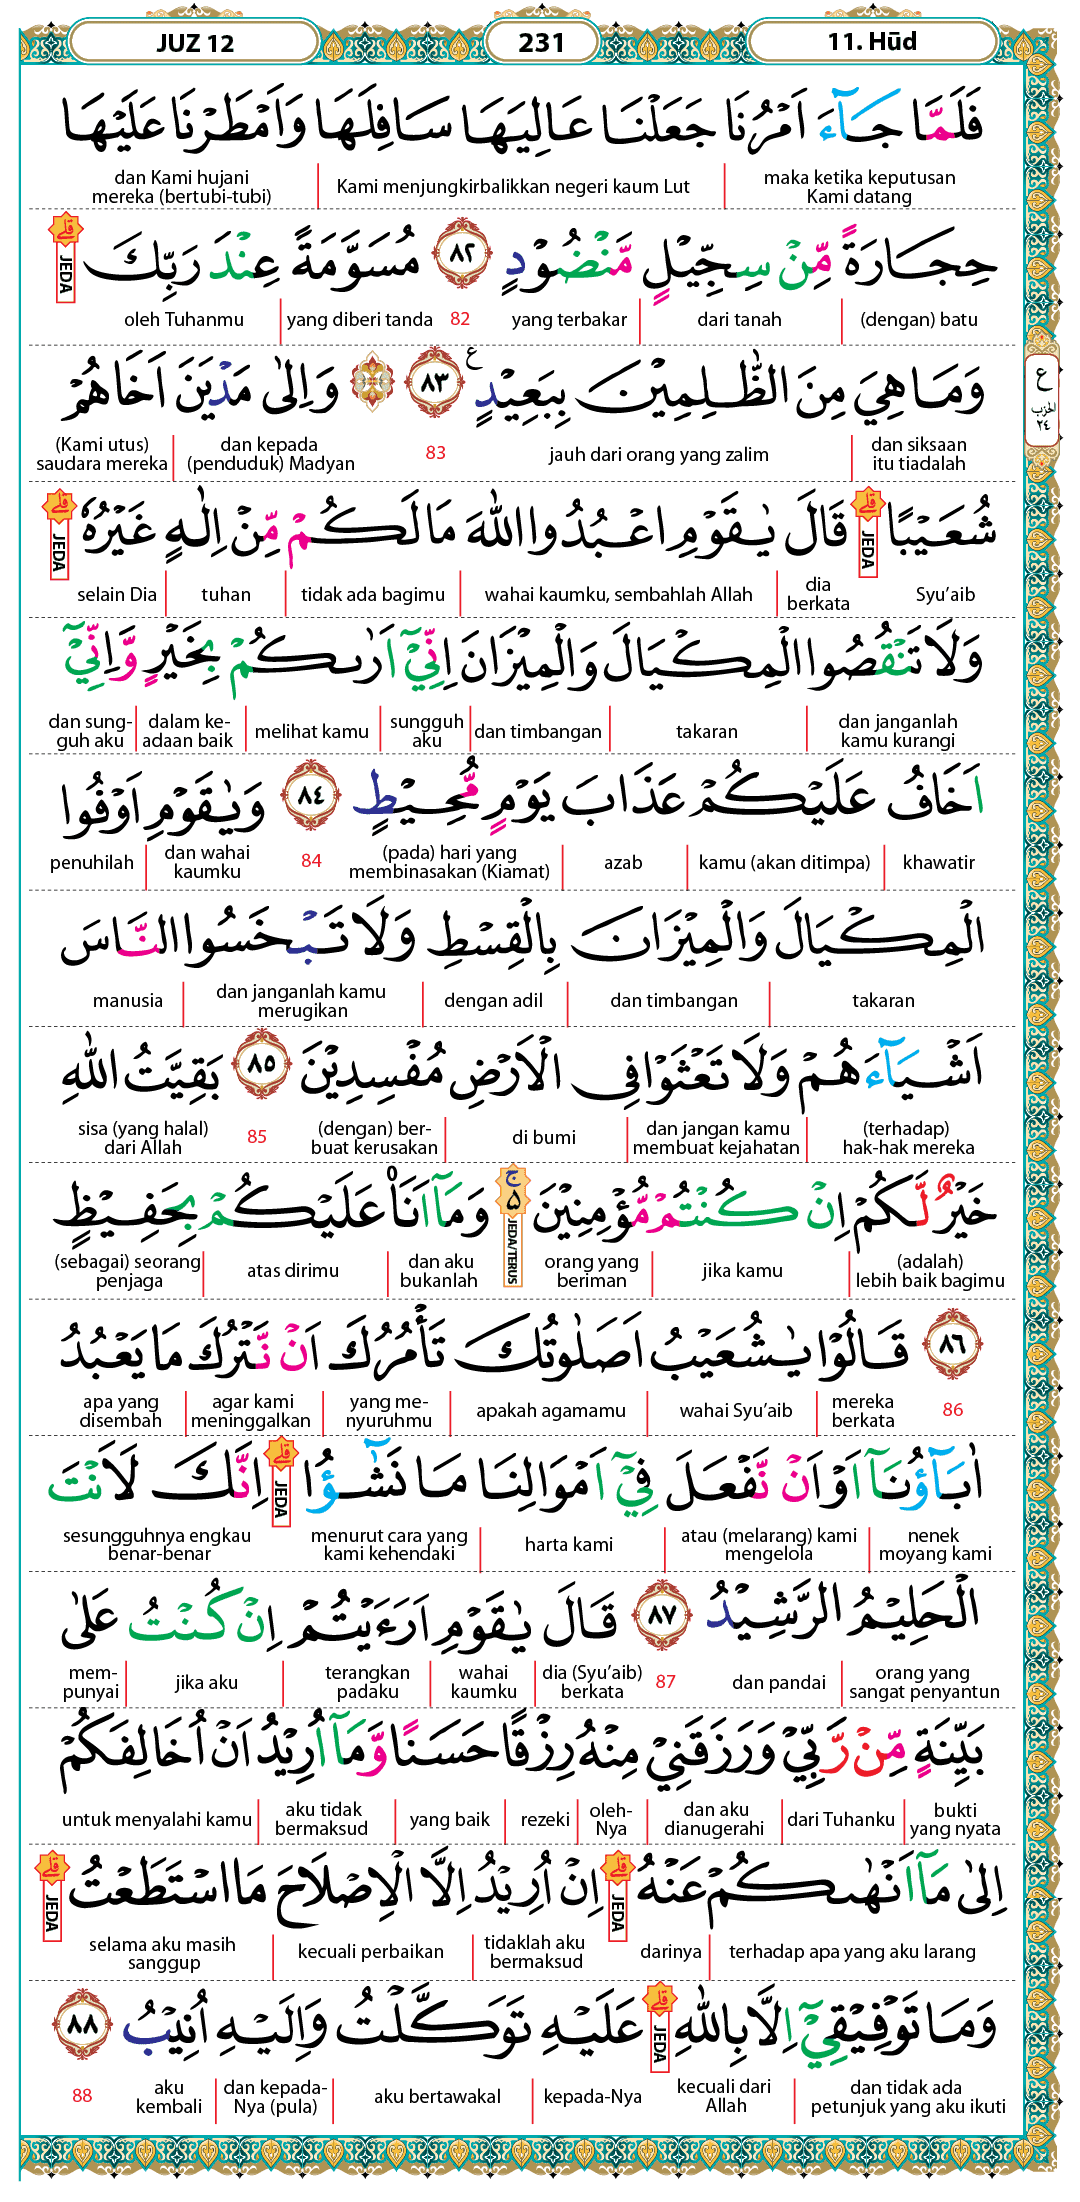 JUZ 12
231
11. Hūd
فَلَمَّا جَاۤءَ اَمْرُنَا جَعَلْنَا عَالِيَهَا سَافِلَهَا وَاَمْطَرْنَا عَلَيْهَا
maka ketika keputusan Kami datang | Kami menjungkirbalikkan negeri kaum Lut | dan Kami hujani mereka (bertubi-tubi)
حِجَارَةً مِّنْ سِجِّيْلٍ مَّنْضُوْدٍ ٨٢ مُسَوَّمَةً عِنْدَ رَبِّكَ ۗ قلى JEDA
(dengan) batu | dari tanah | yang terbakar 82 yang diberi tanda | oleh Tuhanmu
وَمَا هِيَ مِنَ الظّٰلِمِيْنَ بِبَعِيْدٍ ع ٨٣ وَاِلٰى مَدْيَنَ اَخَاهُمْ
ع الحزب ٢٤
dan siksaan itu tiadalah | jauh dari orang yang zalim 83 dan kepada (penduduk) Madyan | (Kami utus) saudara mereka
شُعَيْبًا قلى JEDA قَالَ يٰقَوْمِ اعْبُدُوا اللّٰهَ مَا لَكُمْ مِّنْ اِلٰهٍ غَيْرُهٗ قلى JEDA
Syu’aib | dia berkata | wahai kaumku, sembahlah Allah | tidak ada bagimu | tuhan | selain Dia
وَلَا تَنْقُصُوا الْمِكْيَالَ وَالْمِيْزَانَ اِنِّيْٓ اَرٰىكُمْ بِخَيْرٍ وَّاِنِّيْٓ
dan janganlah kamu kurangi | takaran | dan timbangan | sungguh aku | melihat kamu | dalam ke-adaan baik | dan sung-guh aku
اَخَافُ عَلَيْكُمْ عَذَابَ يَوْمٍ مُّحِيْطٍ ٨٤ وَيٰقَوْمِ اَوْفُوا
khawatir | kamu (akan ditimpa) | azab | (pada) hari yang membinasakan (Kiamat) 84 dan wahai kaumku | penuhilah
الْمِكْيَالَ وَالْمِيْزَانَ بِالْقِسْطِ وَلَا تَبْخَسُوا النَّاسَ
takaran | dan timbangan | dengan adil | dan janganlah kamu merugikan | manusia
اَشْيَاۤءَهُمْ وَلَا تَعْثَوْا فِى الْاَرْضِ مُفْسِدِيْنَ ٨٥ بَقِيَّتُ اللّٰهِ
(terhadap) hak-hak mereka | dan jangan kamu membuat kejahatan | di bumi | (dengan) ber-buat kerusakan 85 sisa (yang halal) dari Allah
خَيْرٌ لَّكُمْ اِنْ كُنْتُمْ مُّؤْمِنِيْنَ ج ۵ JEDA/TERUS وَمَآ اَنَا۠ عَلَيْكُمْ بِحَفِيْظٍ
(adalah) lebih baik bagimu | jika kamu | orang yang beriman | dan aku bukanlah | atas dirimu | (sebagai) seorang penjaga
٨٦ قَالُوْا يٰشُعَيْبُ اَصَلٰوتُكَ تَأْمُرُكَ اَنْ نَّتْرُكَ مَا يَعْبُدُ
86 mereka berkata | wahai Syu’aib | apakah agamamu | yang me-nyuruhmu | agar kami meninggalkan | apa yang disembah
اٰبَاۤؤُنَآ اَوْ اَنْ نَّفْعَلَ فِيْٓ اَمْوَالِنَا مَا نَشٰۤؤُا قلى JEDA اِنَّكَ لَاَنْتَ
nenek moyang kami | atau (melarang) kami mengelola | harta kami | menurut cara yang kami kehendaki | sesungguhnya engkau benar-benar
الْحَلِيْمُ الرَّشِيْدُ ٨٧ قَالَ يٰقَوْمِ اَرَءَيْتُمْ اِنْ كُنْتُ عَلٰى
orang yang sangat penyantun | dan pandai 87 dia (Syu’aib) berkata | wahai kaumku | terangkan padaku | jika aku | mem-punyai
بَيِّنَةٍ مِّنْ رَّبِّيْ وَرَزَقَنِيْ مِنْهُ رِزْقًا حَسَنًا وَّمَآ اُرِيْدُ اَنْ اُخَالِفَكُمْ
bukti yang nyata | dari Tuhanku | dan aku dianugerahi | oleh-Nya | rezeki | yang baik | aku tidak bermaksud | untuk menyalahi kamu
اِلٰى مَآ اَنْهٰىكُمْ عَنْهُ قلى JEDA اِنْ اُرِيْدُ اِلَّا الْاِصْلَاحَ مَا اسْتَطَعْتُ قلى JEDA
terhadap apa yang aku larang | darinya | tidaklah aku bermaksud | kecuali perbaikan | selama aku masih sanggup
وَمَا تَوْفِيْقِيْٓ اِلَّا بِاللّٰهِ قلى JEDA عَلَيْهِ تَوَكَّلْتُ وَاِلَيْهِ اُنِيْبُ ٨٨
dan tidak ada petunjuk yang aku ikuti | kecuali dari Allah | kepada-Nya | aku bertawakal | dan kepada-Nya (pula) | aku kembali 88